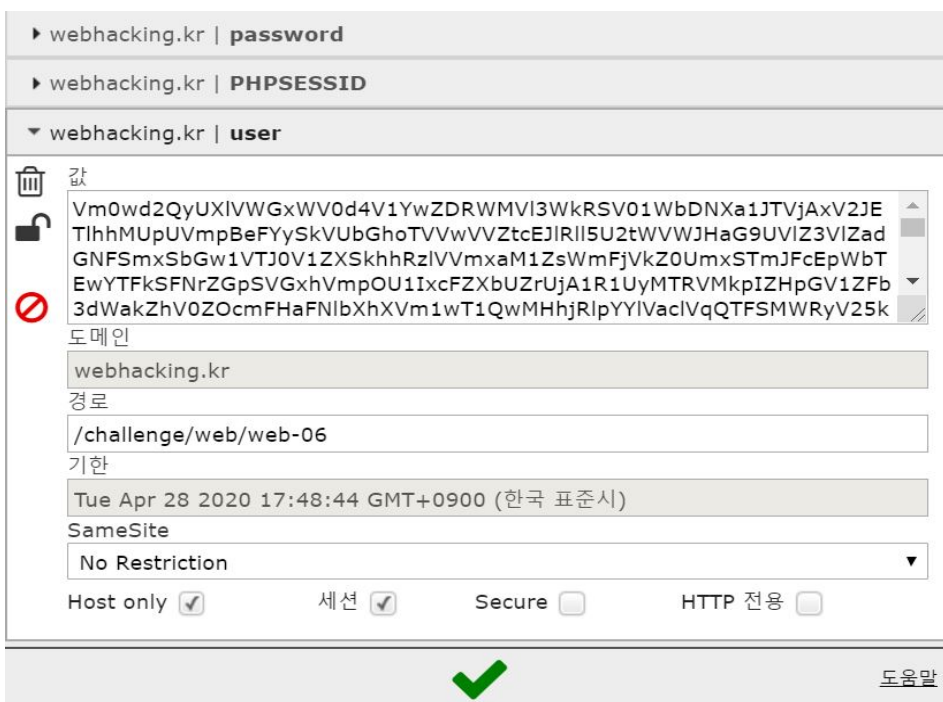 webhacking.kr | password
webhacking.kr | PHPSESSID
webhacking.kr | user
값
Vm0wd2QyUXlVWGxWV0d4V1YwZDRWMVl3WkRSV01WbDNXa1JTVjAxV2JE
TlhhMUpUVmpBeFYySkVUbGhoTVVwVVZtcEJlRll5U2tWVWJHaG9UVlZ3VlZad
GNFSmxSbGw1VTJ0V1ZXSkhhRzlVVmxaM1ZsWmFjVkZ0UmxSTmJFcEpWbT
EwYTFkSFNrZGpSVGxhVmpOU1IxcFZXbUZrUjA1R1UyMTRVMkpIZHpGV1ZFb
3dWakZhV0ZOcmFHaFNlbXhXVm1wT1QwMHhjRlpYYlVaclVqQTFSMWRyV25k
도메인
webhacking.kr
경로
/challenge/web/web-06
기한
Tue Apr 28 2020 17:48:44 GMT+0900 (한국 표준시)
SameSite
No Restriction
Host only 세션 Secure HTTP 전용
도움말